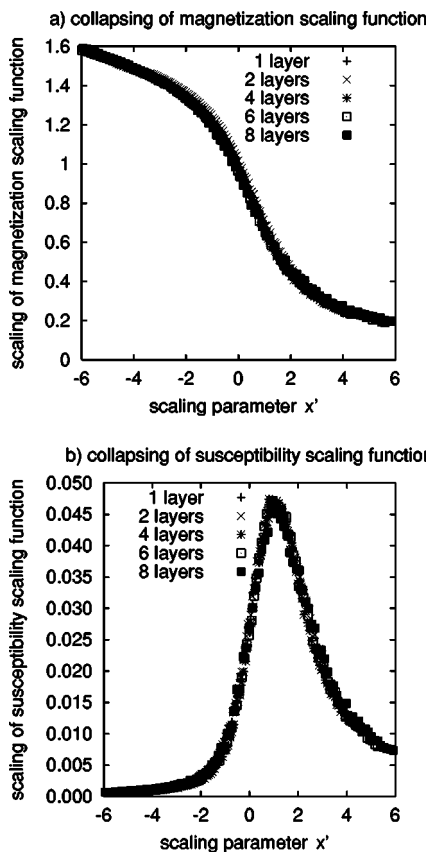 a) collapsing of magnetization scaling function
scaling of magnetization scaling function
1.6
1.4
1.2
1
0.8
0.6
0.4
0.2
0
1 layer
2 layers
4 layers
6 layers
8 layers
-6 -4 -2 0 2 4 6
scaling parameter x'
b) collapsing of susceptibility scaling function
scaling of susceptibility scaling function
0.050
0.045
0.040
0.035
0.030
0.025
0.020
0.015
0.010
0.005
0.000
1 layer
2 layers
4 layers
6 layers
8 layers
-6 -4 -2 0 2 4 6
scaling parameter x'